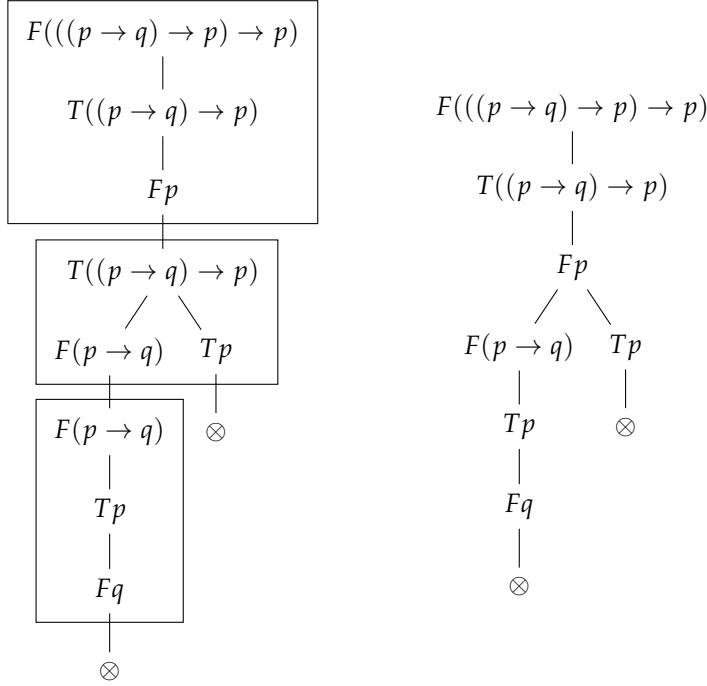 F(((p → q) → p) → p)
T((p → q) → p)
Fp
T((p → q) → p)
F(p → q) Tp
F(p → q) ⊗
Tp
Fq
⊗
F(((p → q) → p) → p)
T((p → q) → p)
Fp
F(p → q) Tp
Tp ⊗
Fq
⊗